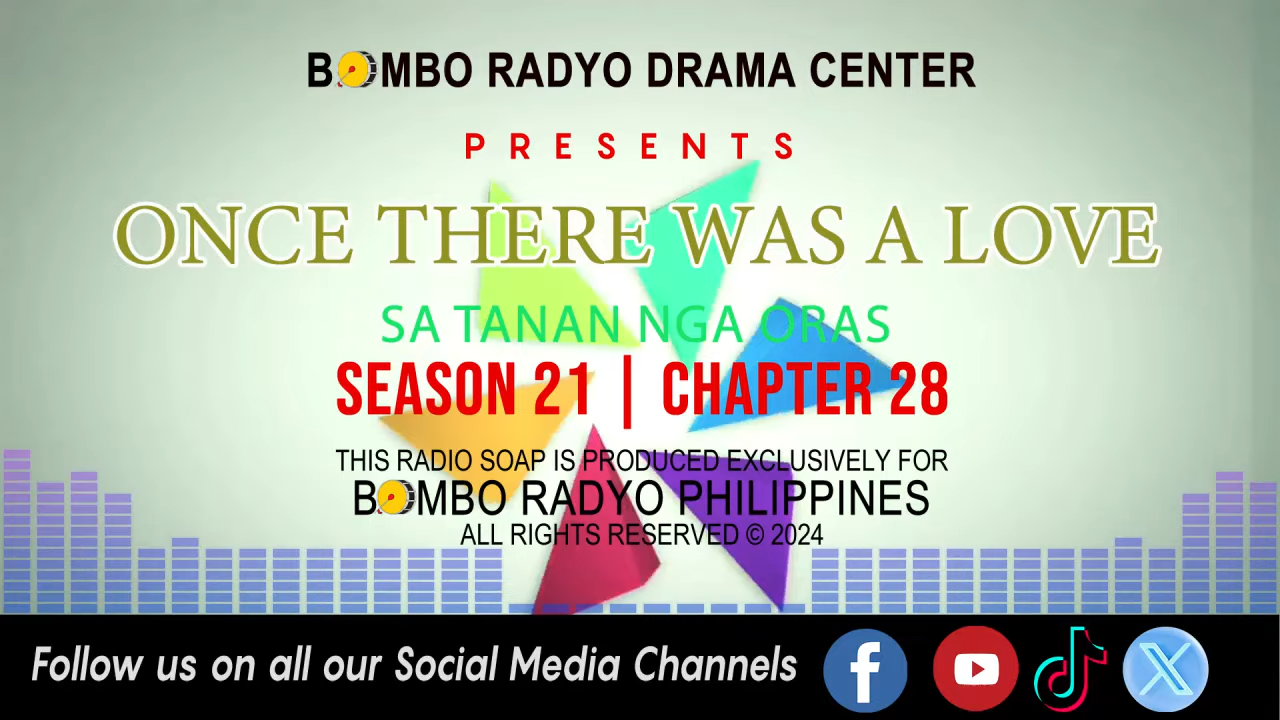 BOMBO RADYO DRAMA CENTER
PRESENTS
ONCE THERE WAS A LOVE
SA TANAN NGA ORAS
SEASON 21 | CHAPTER 28
THIS RADIO SOAP IS PRODUCED EXCLUSIVELY FOR
BOMBO RADYO PHILIPPINES
ALL RIGHTS RESERVED © 2024
Follow us on all our Social Media Channels